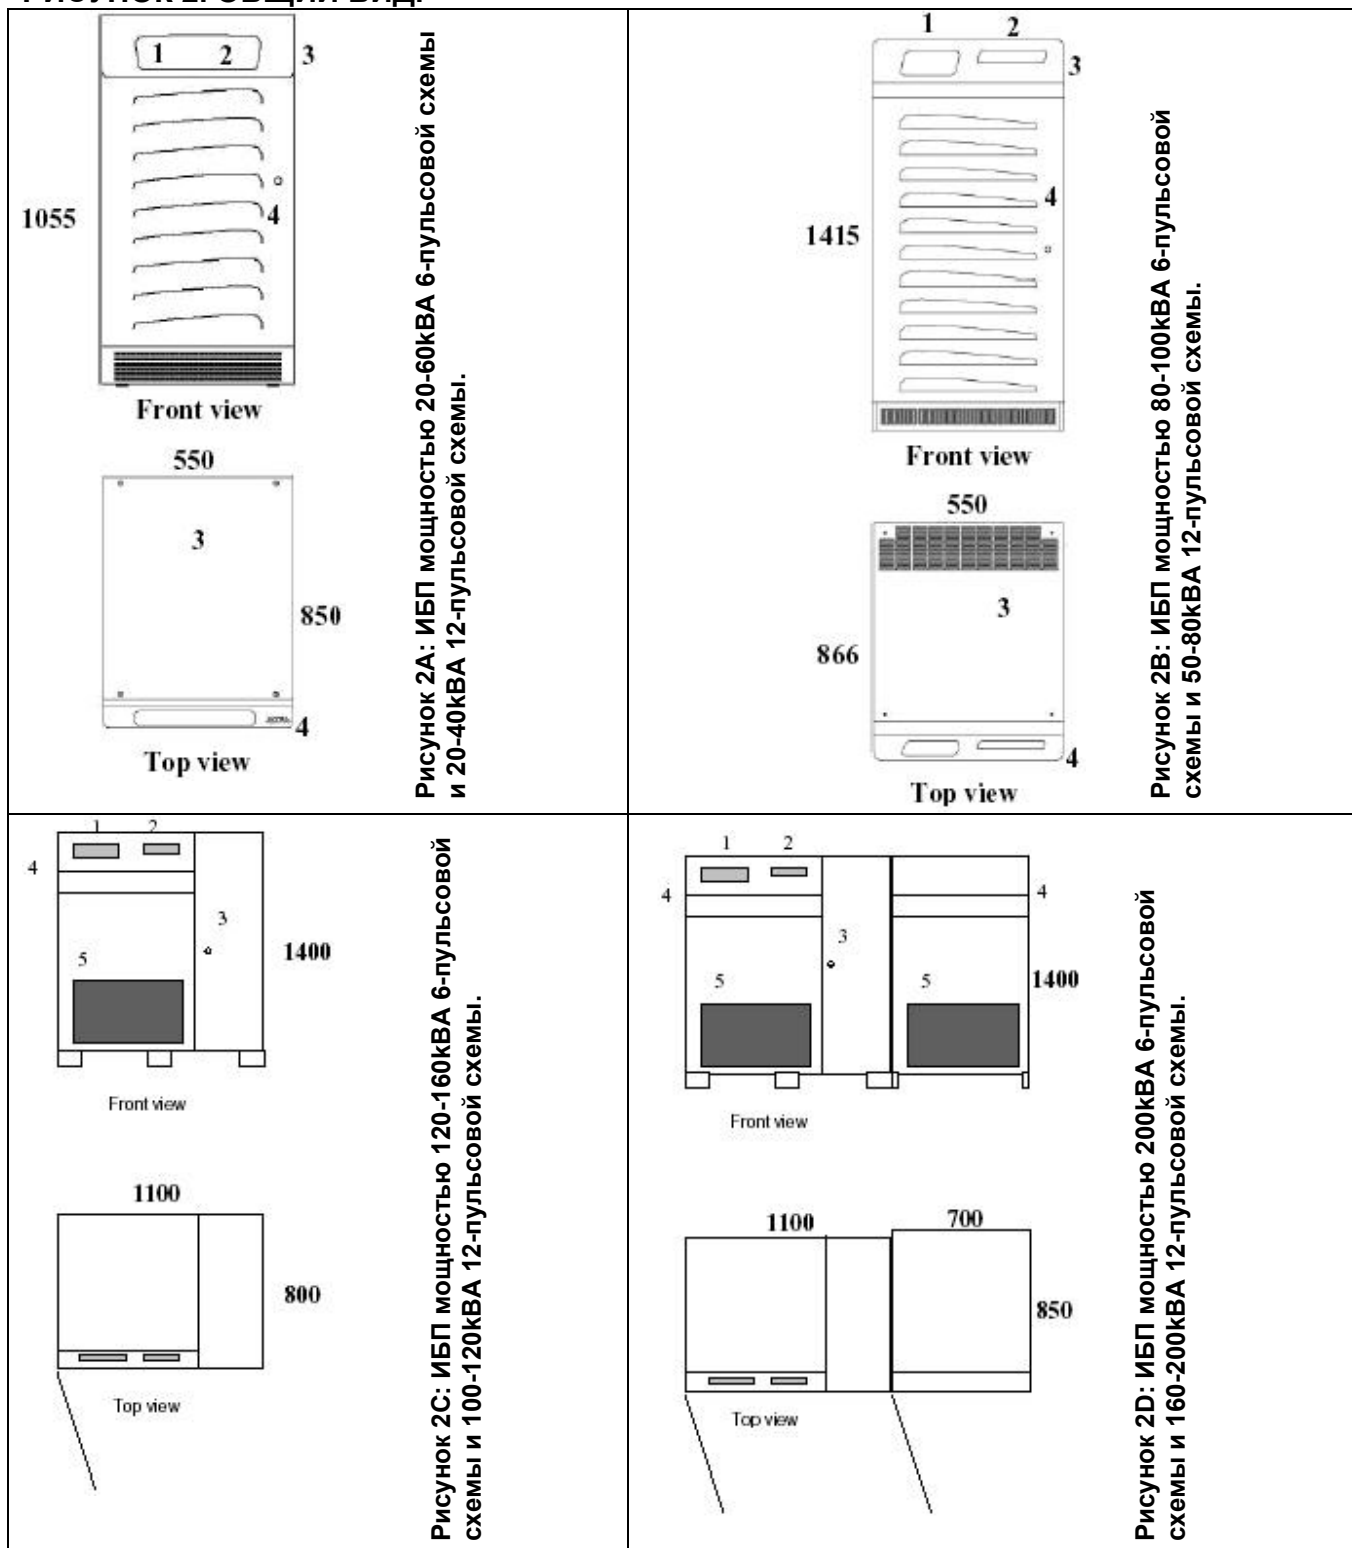 РИСУНОК 2: ОБЩИЙ ВИД.
1 2 3
4
1055
Front view
550
3
850
4
Top view
Рисунок 2A: ИБП мощностью 20-60кВА 6-пульсовой схемы
и 20-40кВА 12-пульсовой схемы.
1 2
3
4
1415
Front view
550
3
866
4
Top view
Рисунок 2B: ИБП мощностью 80-100кВА 6-пульсовой
схемы и 50-80кВА 12-пульсовой схемы.
1 2
4
3
5
1400
Front view
1100
800
Top view
Рисунок 2C: ИБП мощностью 120-160кВА 6-пульсовой
схемы и 100-120кВА 12-пульсовой схемы.
1 2
4 4
3
5 5
1400
Front view
1100 700
850
Top view
Рисунок 2D: ИБП мощностью 200кВА 6-пульсовой
схемы и 160-200кВА 12-пульсовой схемы.